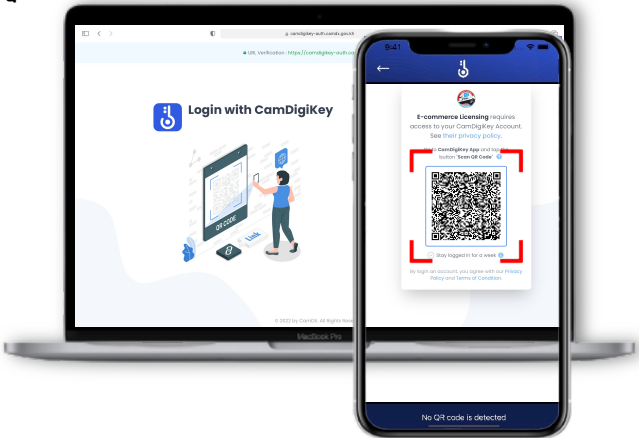 camdigikey-auth.camdx.gov.kh
URL Verification : https://camdigikey-auth.ca
Login with CamDigiKey
QR CODE
Link
© 2022 by CamDX. All Rights Rese
MacBook Pro
9:41
E-commerce Licensing requires
access to your CamDigiKey Account.
See their privacy policy.
CamDigiKey App and tap the
button "Scan QR Code"
Stay logged in for a week
By login an account, you agree with our Privacy
Policy and Terms of Condition.
No QR code is detected